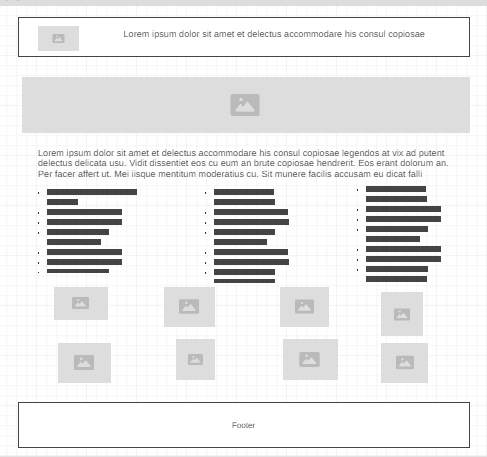 Lorem ipsum dolor sit amet et delectus accommodare his consul copiosae
Lorem ipsum dolor sit amet et delectus accommodare his consul copiosae legendos at vix ad putent
delectus delicata usu. Vidit dissentiet eos cu eum an brute copiosae hendrerit. Eos erant dolorum an.
Per facer affert ut. Mei iisque mentitum moderatius cu. Sit munere facilis accusam eu dicat falli
Footer